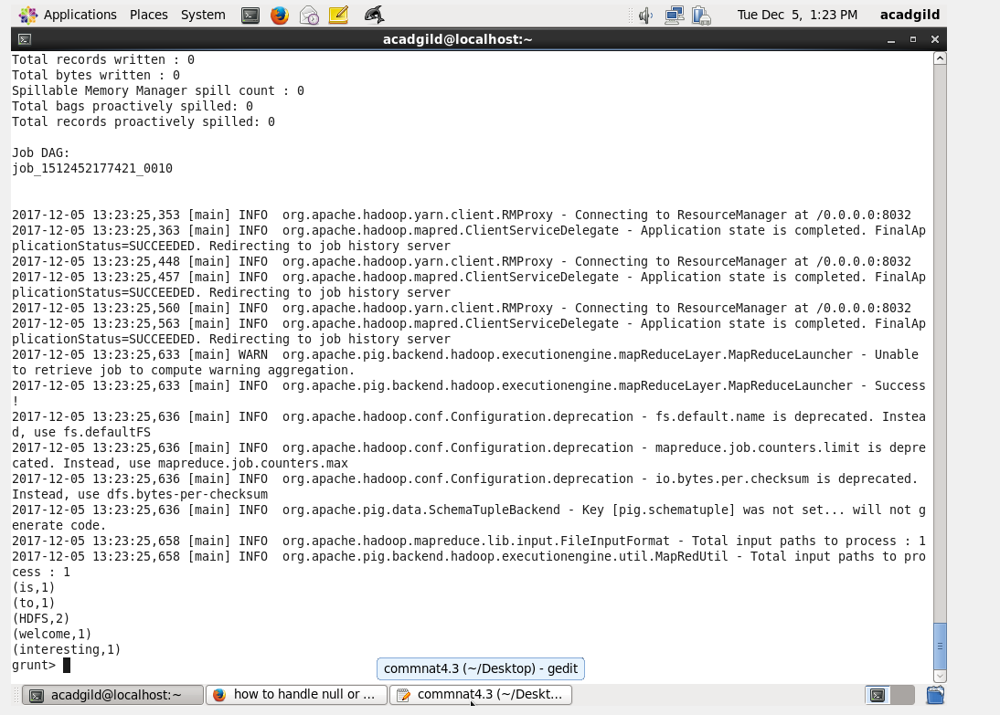 Applications Places System Tue Dec 5, 1:23 PM acadgild
acadgild@localhost:~
Total records written : 0
Total bytes written : 0
Spillable Memory Manager spill count : 0
Total bags proactively spilled: 0
Total records proactively spilled: 0
Job DAG:
job_1512452177421_0010
2017-12-05 13:23:25,353 [main] INFO  org.apache.hadoop.yarn.client.RMProxy - Connecting to ResourceManager at /0.0.0.0:8032
2017-12-05 13:23:25,363 [main] INFO  org.apache.hadoop.mapred.ClientServiceDelegate - Application state is completed. FinalAp
plicationStatus=SUCCEEDED. Redirecting to job history server
2017-12-05 13:23:25,448 [main] INFO  org.apache.hadoop.yarn.client.RMProxy - Connecting to ResourceManager at /0.0.0.0:8032
2017-12-05 13:23:25,457 [main] INFO  org.apache.hadoop.mapred.ClientServiceDelegate - Application state is completed. FinalAp
plicationStatus=SUCCEEDED. Redirecting to job history server
2017-12-05 13:23:25,560 [main] INFO  org.apache.hadoop.yarn.client.RMProxy - Connecting to ResourceManager at /0.0.0.0:8032
2017-12-05 13:23:25,563 [main] INFO  org.apache.hadoop.mapred.ClientServiceDelegate - Application state is completed. FinalAp
plicationStatus=SUCCEEDED. Redirecting to job history server
2017-12-05 13:23:25,633 [main] WARN  org.apache.pig.backend.hadoop.executionengine.mapReduceLayer.MapReduceLauncher - Unable
to retrieve job to compute warning aggregation.
2017-12-05 13:23:25,633 [main] INFO  org.apache.pig.backend.hadoop.executionengine.mapReduceLayer.MapReduceLauncher - Success
!
2017-12-05 13:23:25,636 [main] INFO  org.apache.hadoop.conf.Configuration.deprecation - fs.default.name is deprecated. Instea
d, use fs.defaultFS
2017-12-05 13:23:25,636 [main] INFO  org.apache.hadoop.conf.Configuration.deprecation - mapreduce.job.counters.limit is depre
cated. Instead, use mapreduce.job.counters.max
2017-12-05 13:23:25,636 [main] INFO  org.apache.hadoop.conf.Configuration.deprecation - io.bytes.per.checksum is deprecated.
Instead, use dfs.bytes-per-checksum
2017-12-05 13:23:25,636 [main] INFO  org.apache.pig.data.SchemaTupleBackend - Key [pig.schematuple] was not set... will not g
enerate code.
2017-12-05 13:23:25,658 [main] INFO  org.apache.hadoop.mapreduce.lib.input.FileInputFormat - Total input paths to process : 1
2017-12-05 13:23:25,658 [main] INFO  org.apache.pig.backend.hadoop.executionengine.util.MapRedUtil - Total input paths to pro
cess : 1
(is,1)
(to,1)
(HDFS,2)
(welcome,1)
(interesting,1)
grunt>
commnat4.3 (~/Desktop) - gedit
acadgild@localhost:~ how to handle null or ... commnat4.3 (~/Deskt...